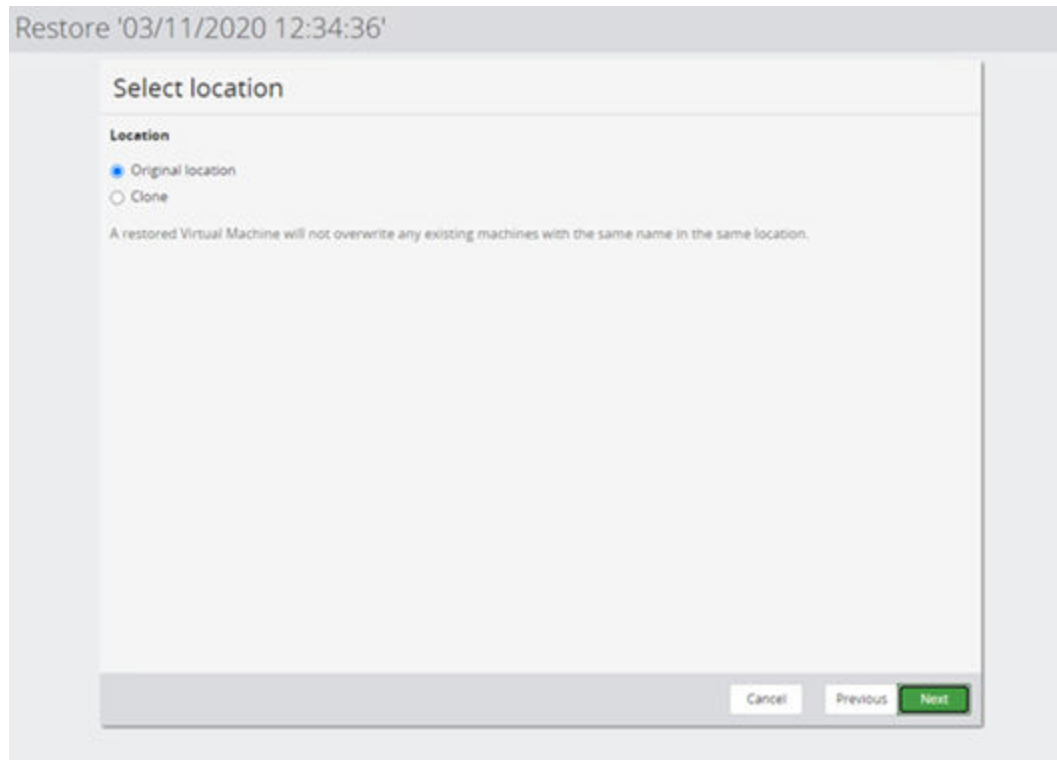 Restore '03/11/2020 12:34:36'
Select location
Location
Original location
Clone
A restored Virtual Machine will not overwrite any existing machines with the same name in the same location.
Cancel Previous Next